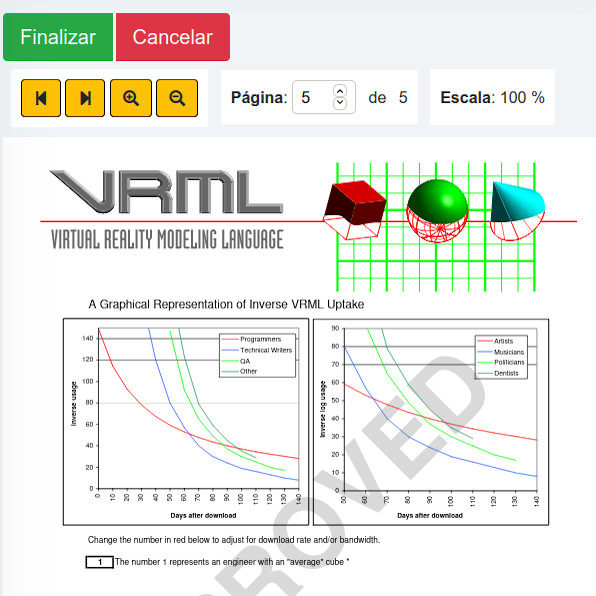 Finalizar Cancelar
Página: 5 de 5 Escala: 100 %
VRML
VIRTUAL REALITY MODELING LANGUAGE
A Graphical Representation of Inverse VRML Uptake
Inverse usage
140
120
100
80
60
40
20
0
Programmers
Technical Writers
QA
Other
0 10 20 30 40 50 60 70 80 90 100 110 120 130 140
Days after download
Inverse log usage
90
80
70
60
50
40
30
20
10
0
Artists
Musicians
Politicians
Dentists
50 60 70 80 90 100 110 120 130 140
Days after download
Change the number in red below to adjust for download rate and/or bandwidth.
1 The number 1 represents an engineer with an "average" cube *
ROVED